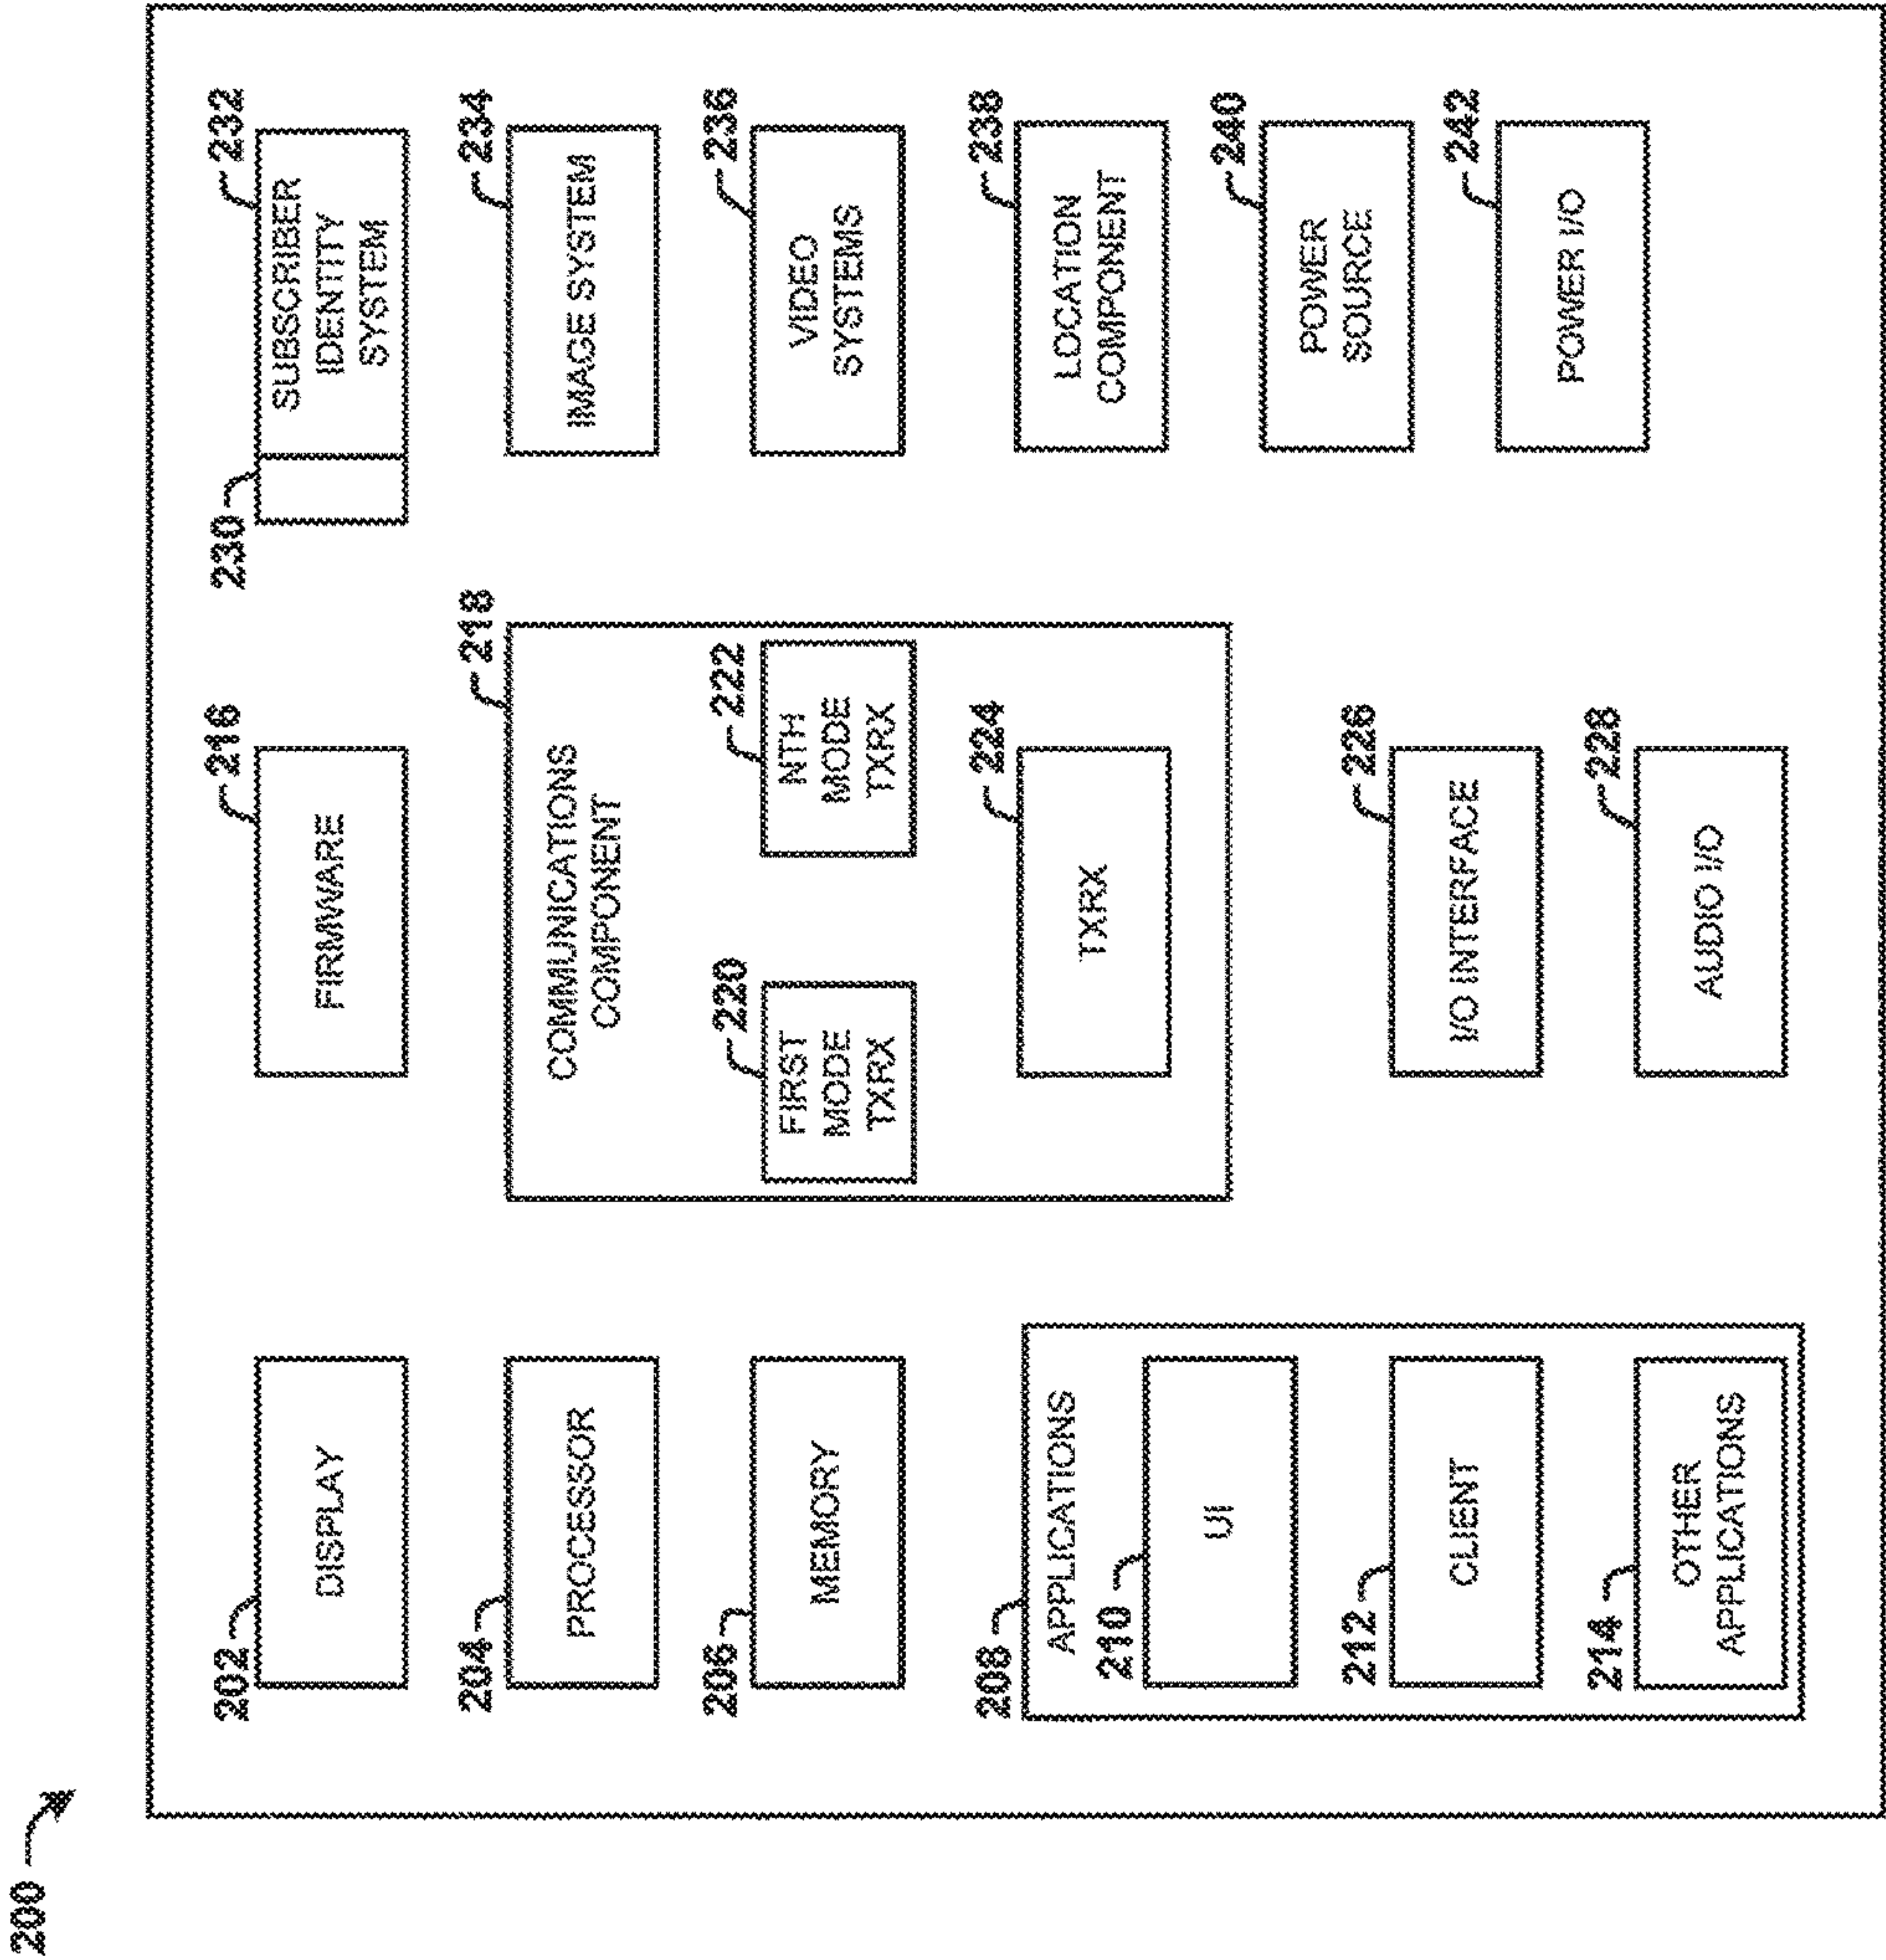 200
202
DISPLAY
204
PROCESSOR
206
MEMORY
208
APPLICATIONS
210
UI
212
CLIENT
214
OTHER
APPLICATIONS
216
FIRMWARE
218
COMMUNICATIONS
COMPONENT
220
FIRST
MODE
TXRX
222
NTH
MODE
TXRX
224
TXRX
226
I/O INTERFACE
228
AUDIO I/O
230
232
SUBSCRIBER
IDENTITY
SYSTEM
234
IMAGE SYSTEM
236
VIDEO
SYSTEMS
238
LOCATION
COMPONENT
240
POWER
SOURCE
242
POWER I/O